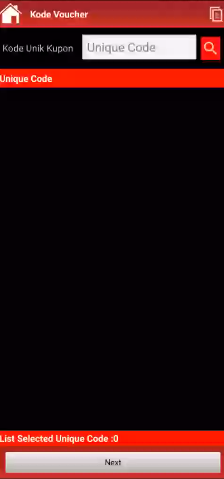 Kode Voucher
Kode Unik Kupon Unique Code
Unique Code
List Selected Unique Code :0
Next